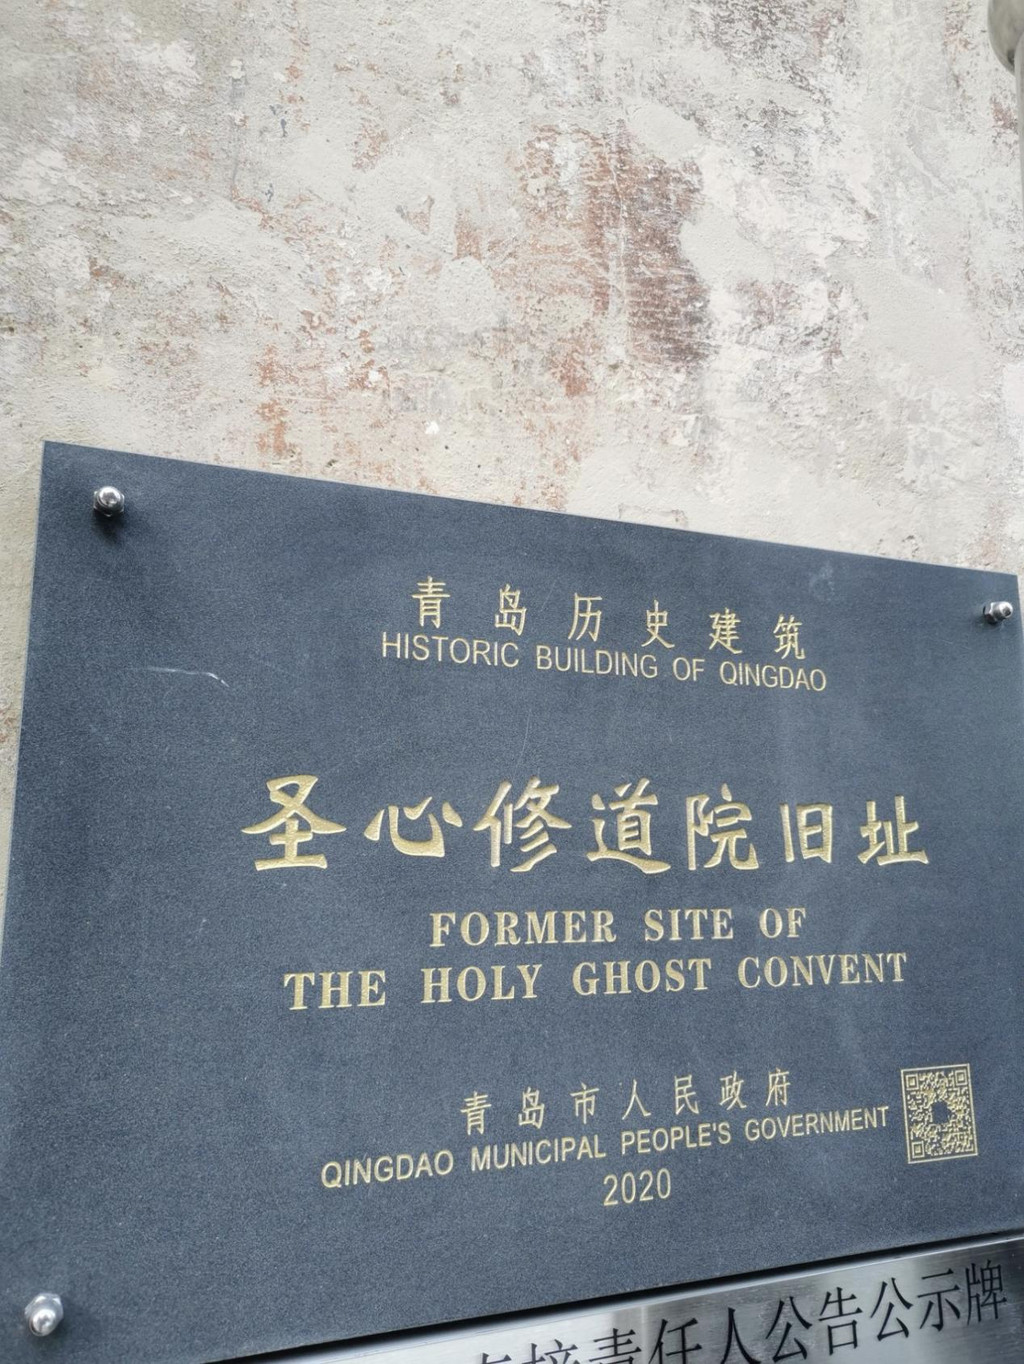 青岛历史建筑
HISTORIC BUILDING OF QINGDAO
圣心修道院旧址
FORMER SITE OF
THE HOLY GHOST CONVENT
青岛市人民政府
QINGDAO MUNICIPAL PEOPLE'S GOVERNMENT
2020
责任人公告公示牌